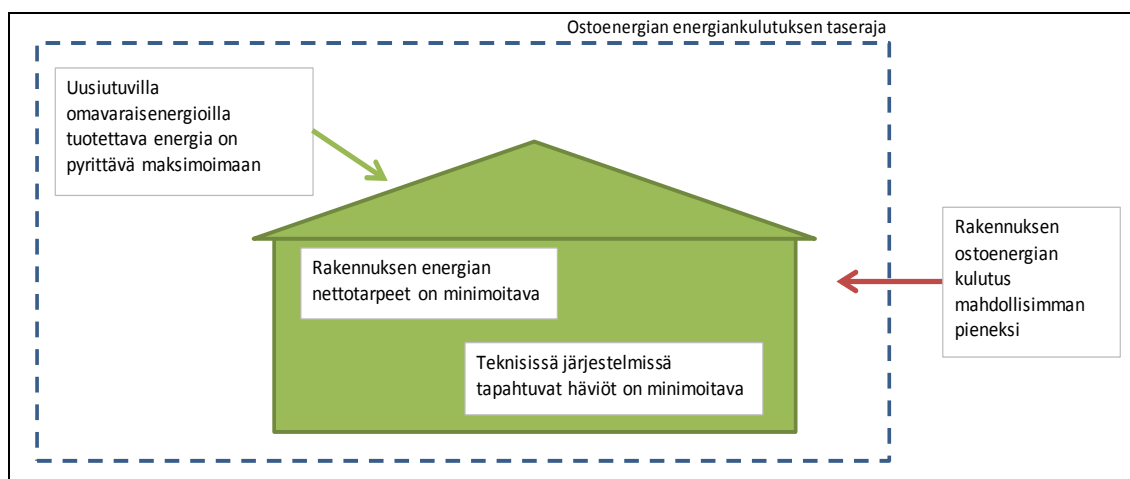 Ostoenergian energiankulutuksen taseraja
Uusiutuvilla
omavaraisenergioilla
tuotettava energia on
pyrittävä maksimoimaan
Rakennuksen energian
nettotarpeet on minimoitava
Teknisissä järjestelmissä
tapahtuvat häviöt on minimoitava
Rakennuksen
ostoenergian
kulutus
mahdollisimman
pieneksi